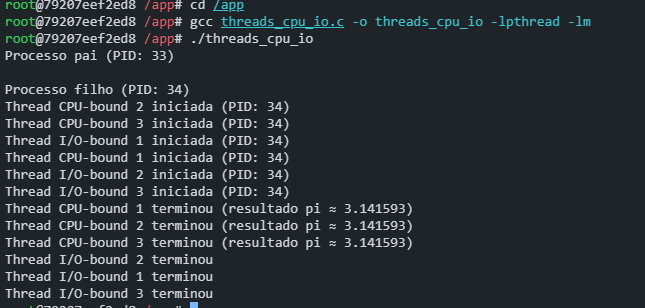 root@79207eef2ed8 /app# cd /app
root@79207eef2ed8 /app# gcc threads_cpu_io.c -o threads_cpu_io -lpthread -lm
root@79207eef2ed8 /app# ./threads_cpu_io
Processo pai (PID: 33)
Processo filho (PID: 34)
Thread CPU-bound 2 iniciada (PID: 34)
Thread CPU-bound 3 iniciada (PID: 34)
Thread I/O-bound 1 iniciada (PID: 34)
Thread CPU-bound 1 iniciada (PID: 34)
Thread I/O-bound 2 iniciada (PID: 34)
Thread I/O-bound 3 iniciada (PID: 34)
Thread CPU-bound 1 terminou (resultado pi ≈ 3.141593)
Thread CPU-bound 2 terminou (resultado pi ≈ 3.141593)
Thread CPU-bound 3 terminou (resultado pi ≈ 3.141593)
Thread I/O-bound 2 terminou
Thread I/O-bound 1 terminou
Thread I/O-bound 3 terminou
root@79207eef2ed8 /app#